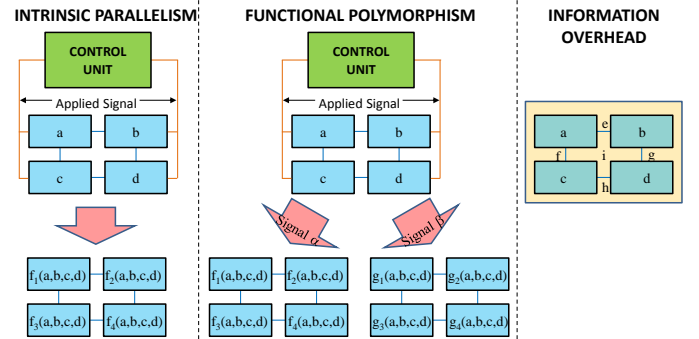 INTRINSIC PARALLELISM
CONTROL
UNIT
Applied Signal
a b
c d
f₁(a,b,c,d) f₂(a,b,c,d)
f₃(a,b,c,d) f₄(a,b,c,d)
FUNCTIONAL POLYMORPHISM
CONTROL
UNIT
Applied Signal
a b
c d
Signal α
Signal β
f₁(a,b,c,d) f₂(a,b,c,d)
f₃(a,b,c,d) f₄(a,b,c,d)
g₁(a,b,c,d) g₂(a,b,c,d)
g₃(a,b,c,d) g₄(a,b,c,d)
INFORMATION
OVERHEAD
a e b
f i g
c h d